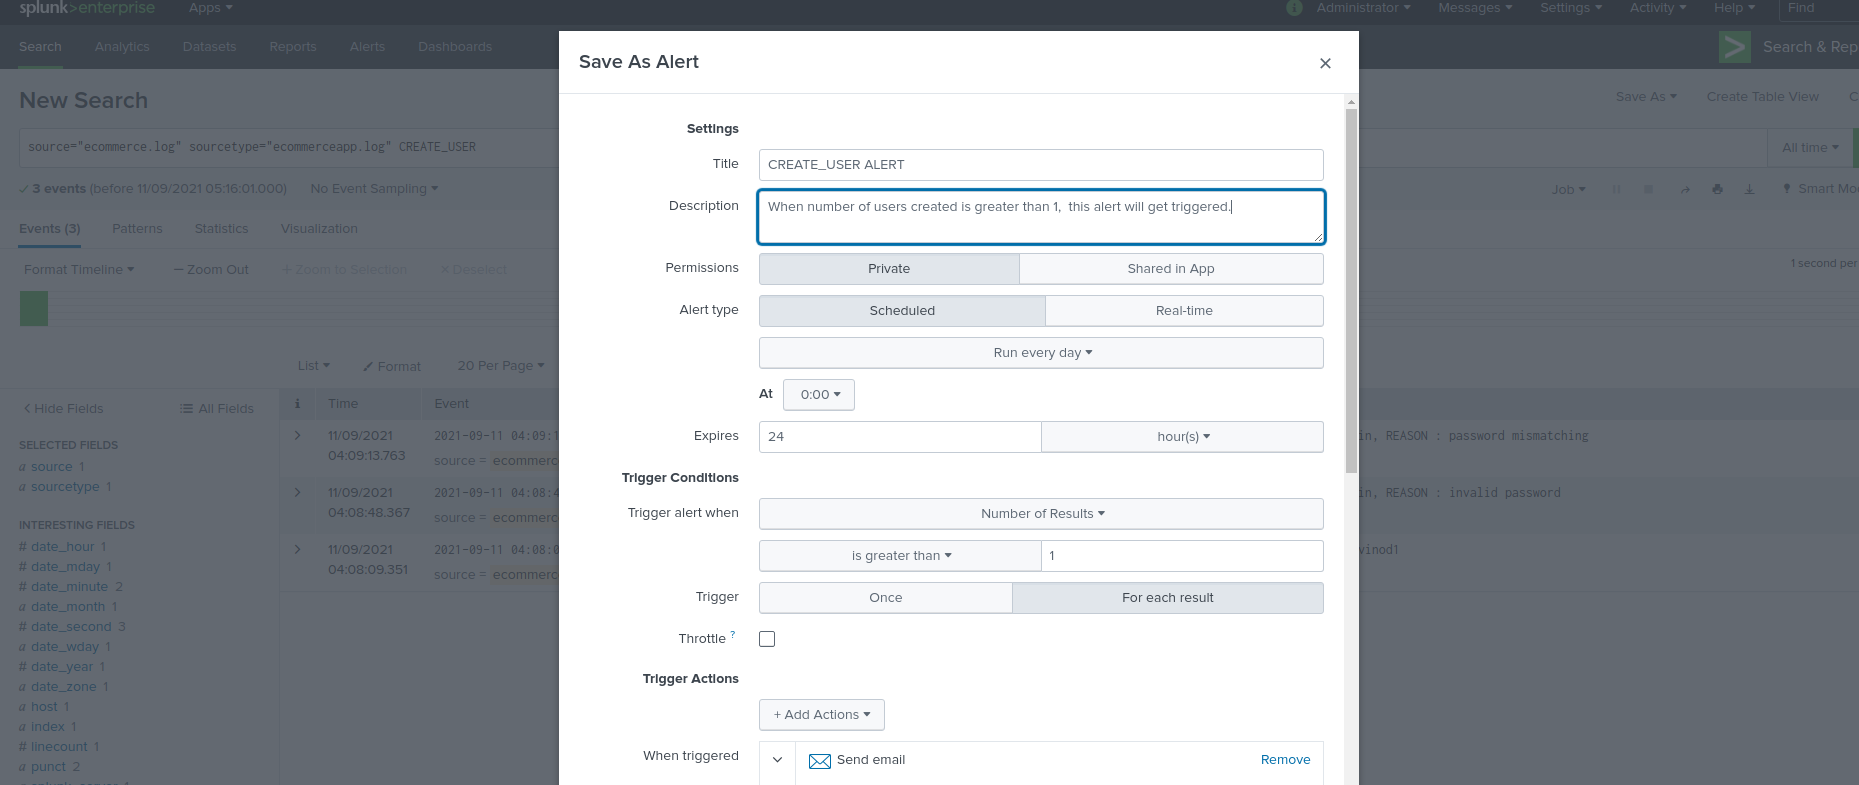 splunk>enterprise Apps Administrator Messages Settings Activity Help Find
Search Analytics Datasets Reports Alerts Dashboards Search & Rep
New Search
Save As Create Table View
source="ecommerce.log" sourcetype="ecommerceapp.log" CREATE_USER
All time
3 events (before 11/09/2021 05:16:01.000) No Event Sampling
Job Smart Mo
Events (3) Patterns Statistics Visualization
Format Timeline — Zoom Out + Zoom to Selection × Deselect
1 second per
List Format 20 Per Page
< Hide Fields All Fields
i Time Event
SELECTED FIELDS
a source 1
a sourcetype 1
INTERESTING FIELDS
# date_hour 1
# date_mday 1
# date_minute 2
a date_month 1
# date_second 3
a date_wday 1
# date_year 1
a date_zone 1
a host 1
a index 1
# linecount 1
a punct 2
11/09/2021
04:09:13.763
2021-09-11 04:09:1
in, REASON : password mismatching
source = ecommerc
11/09/2021
04:08:48.367
2021-09-11 04:08:4
in, REASON : invalid password
source = ecommerc
11/09/2021
04:08:09.351
2021-09-11 04:08:0
vinod1
source = ecommerc
Save As Alert
×
Settings
Title CREATE_USER ALERT
Description When number of users created is greater than 1,  this alert will get triggered.
Permissions Private Shared in App
Alert type Scheduled Real-time
Run every day
At 0:00
Expires 24 hour(s)
Trigger Conditions
Trigger alert when Number of Results
is greater than 1
Trigger Once For each result
Throttle ?
Trigger Actions
+ Add Actions
When triggered Send email Remove